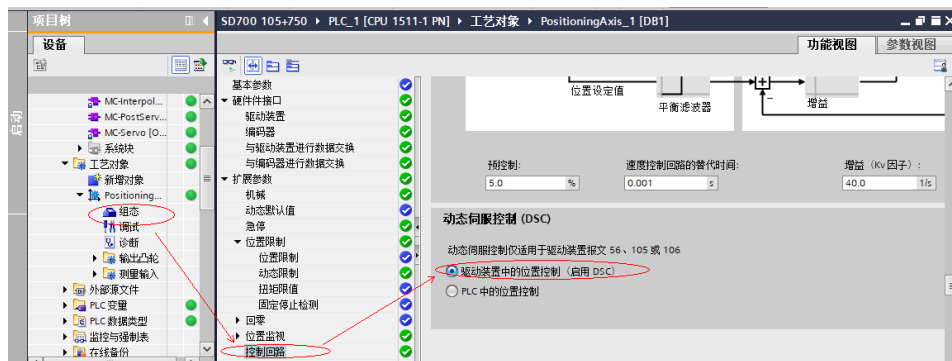 项目树
SD700 105+750 ▸ PLC_1 [CPU 1511-1 PN] ▸ 工艺对象 ▸ PositioningAxis_1 [DB1]
设备
功能视图
参数视图
启动
MC-Interpol...
MC-PostServ...
MC-Servo [O...
系统块
工艺对象
新增对象
Positioning...
组态
调试
诊断
输出凸轮
测量输入
外部源文件
PLC 变量
PLC 数据类型
监控与强制表
在线备份
基本参数
硬件件接口
驱动装置
编码器
与驱动装置进行数据交换
与编码器进行数据交换
扩展参数
机械
动态默认值
急停
位置限制
位置限制
动态限制
扭矩限值
固定停止检测
回零
位置监视
控制回路
位置设定值
平衡滤波器
增益
预控制:
速度控制回路的替代时间:
增益（Kv 因子）:
5.0 %
0.001 s
40.0 1/s
动态伺服控制 (DSC)
动态伺服控制仅适用于驱动装置报文 56、105 或 106
驱动装置中的位置控制（启用 DSC）
PLC 中的位置控制